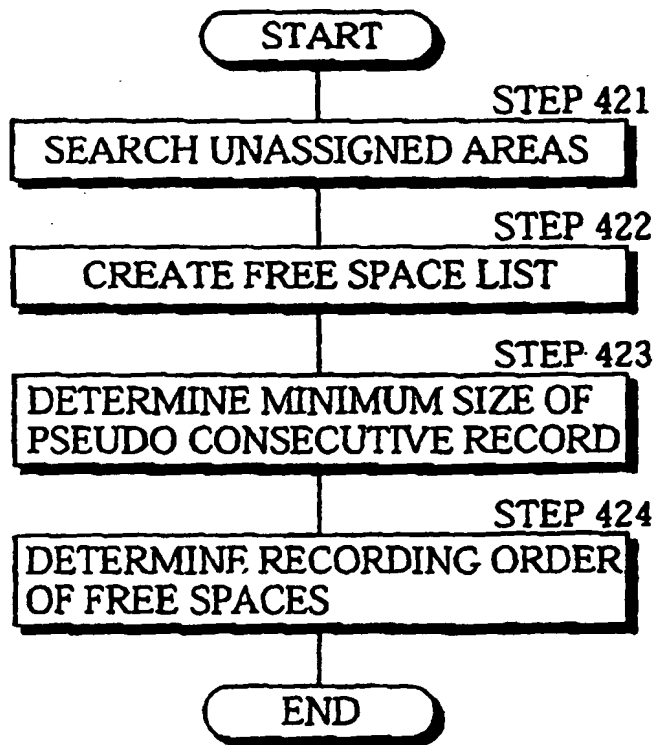 START
STEP 421
SEARCH UNASSIGNED AREAS
STEP 422
CREATE FREE SPACE LIST
STEP 423
DETERMINE MINIMUM SIZE OF
PSEUDO CONSECUTIVE RECORD
STEP 424
DETERMINE RECORDING ORDER
OF FREE SPACES
END